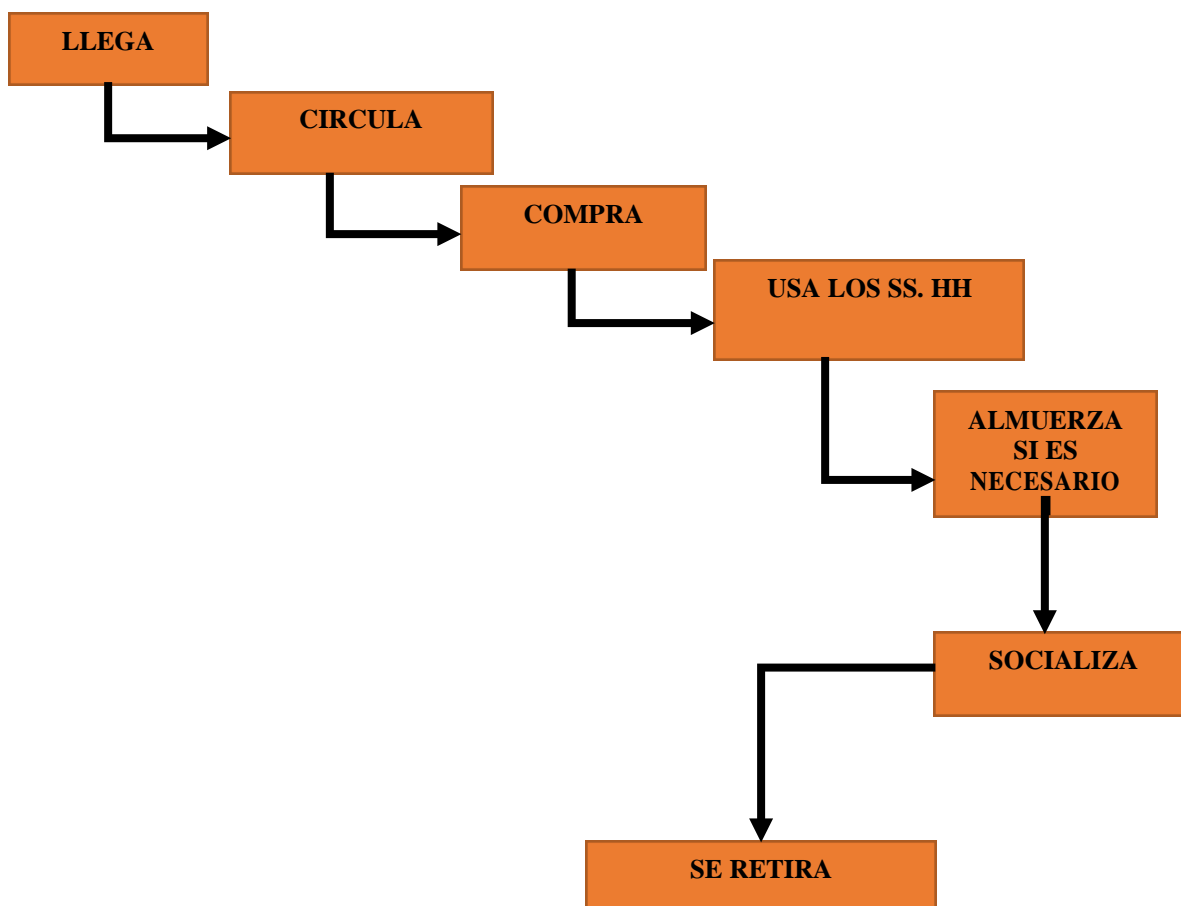 LLEGA
CIRCULA
COMPRA
USA LOS SS. HH
ALMUERZA
SI ES
NECESARIO
SOCIALIZA
SE RETIRA